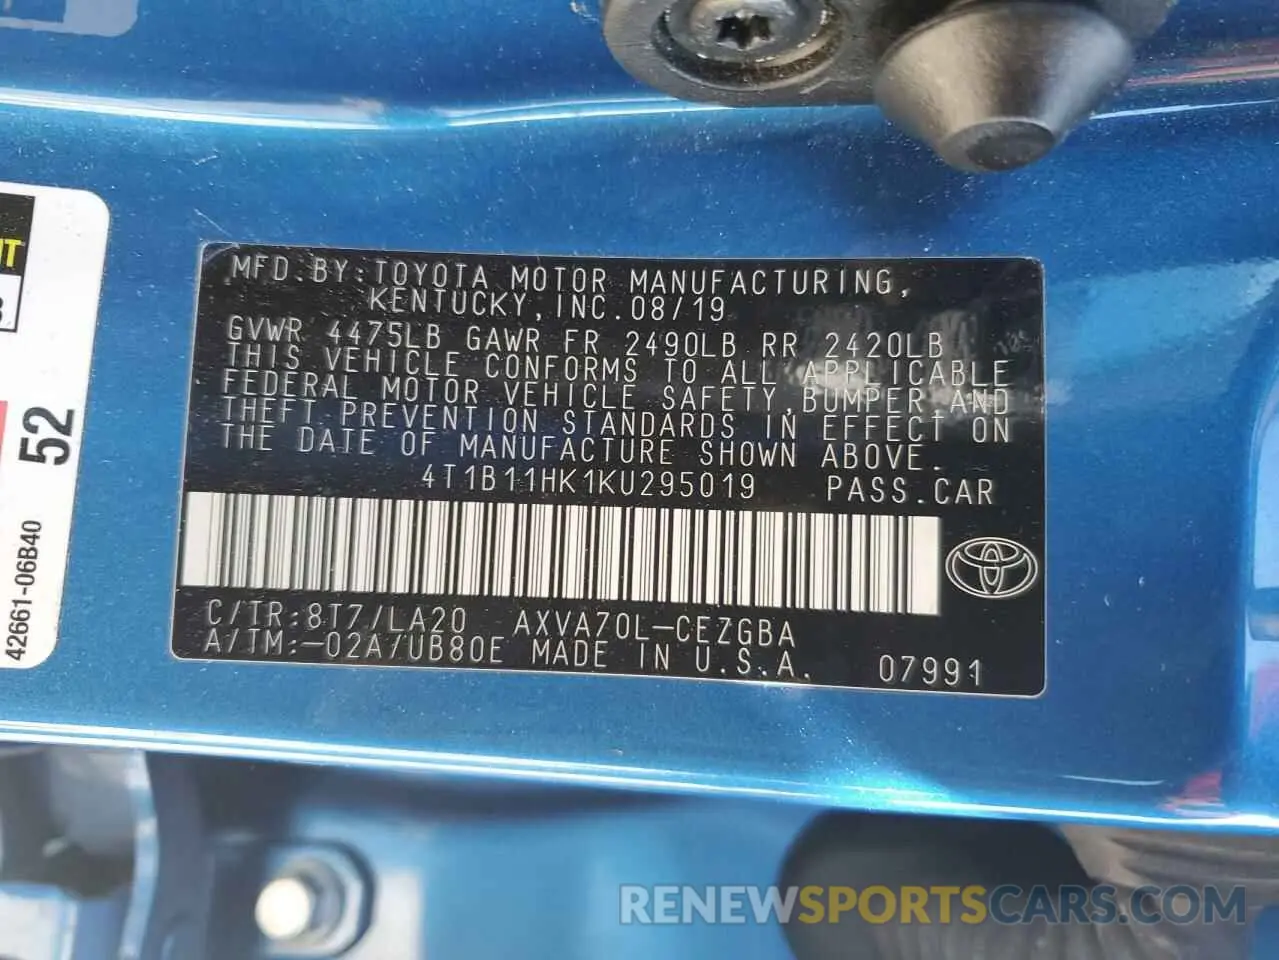 MFD.BY:TOYOTA MOTOR MANUFACTURING,
KENTUCKY,INC.08/19
GVWR 4475LB GAWR FR 2490LB RR 2420LB
THIS VEHICLE CONFORMS TO ALL APPLICABLE
FEDERAL MOTOR VEHICLE SAFETY,BUMPER,AND
THEFT PREVENTION STANDARDS IN EFFECT ON
THE DATE OF MANUFACTURE SHOWN ABOVE.
4T1B11HK1KU295019 PASS.CAR
C/TR:8T7/LA20 AXVA70L-CEZGBA
A/TM:-02A/UB80E MADE IN U.S.A. 07991
52
42661-06B40
RENEWSPORTSCARS.COM